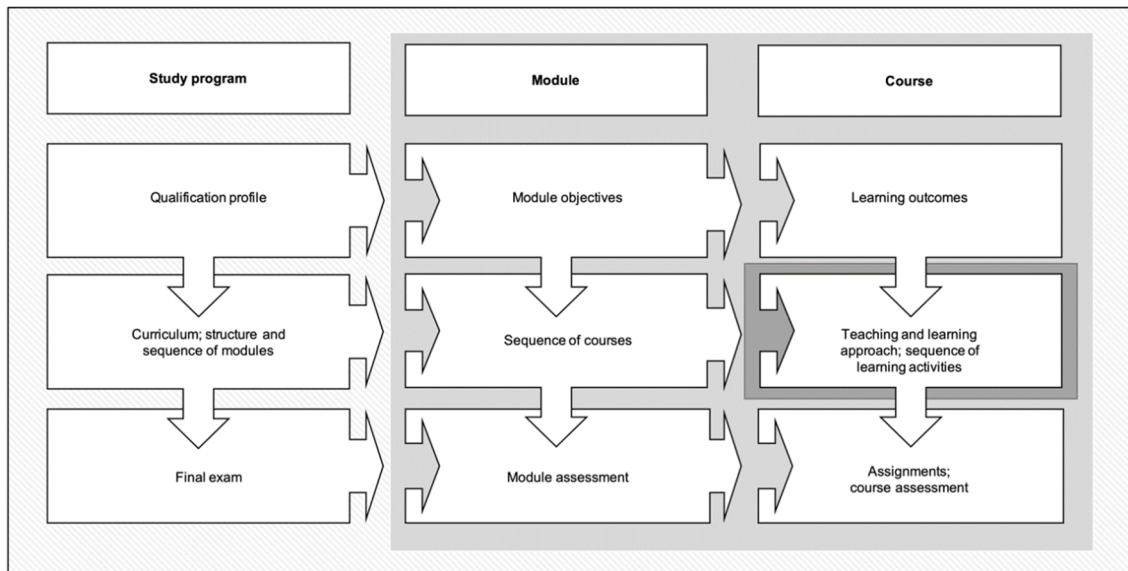 Study program
Module
Course
Qualification profile
Module objectives
Learning outcomes
Curriculum; structure and
sequence of modules
Sequence of courses
Teaching and learning
approach; sequence of
learning activities
Final exam
Module assessment
Assignments;
course assessment